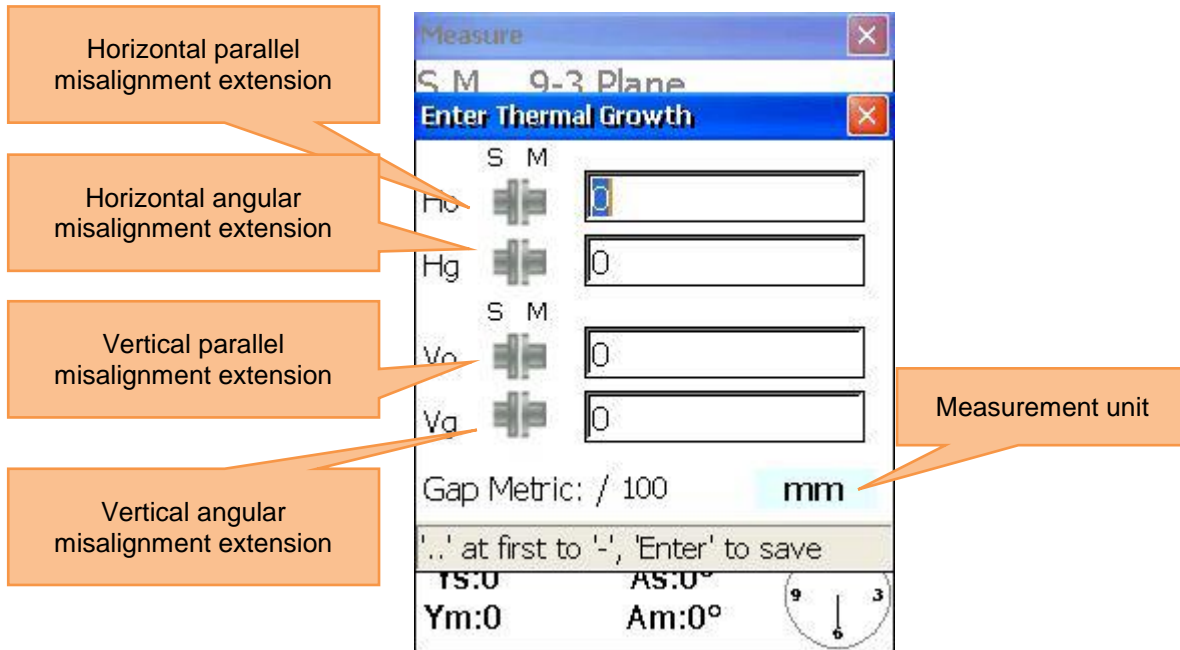 Horizontal parallel
misalignment extension
Horizontal angular
misalignment extension
Vertical parallel
misalignment extension
Vertical angular
misalignment extension
Measurement unit
Measure
S M 9-3 Plane
Enter Thermal Growth
S M
Ho 0
Hg 0
S M
Vo 0
Vg 0
Gap Metric: / 100 mm
'..' at first to '-', 'Enter' to save
Ys:0 As:0°
Ym:0 Am:0°
9 3
6